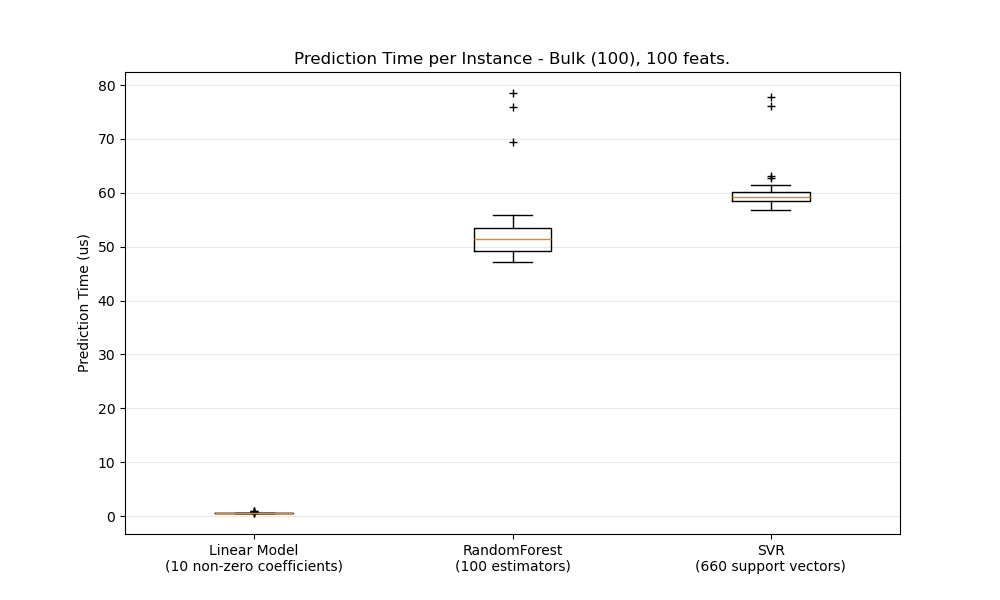 Prediction Time per Instance - Bulk (100), 100 feats.
80
70
60
50
40
30
20
10
0
Prediction Time (us)
Linear Model
(10 non-zero coefficients)
RandomForest
(100 estimators)
SVR
(660 support vectors)